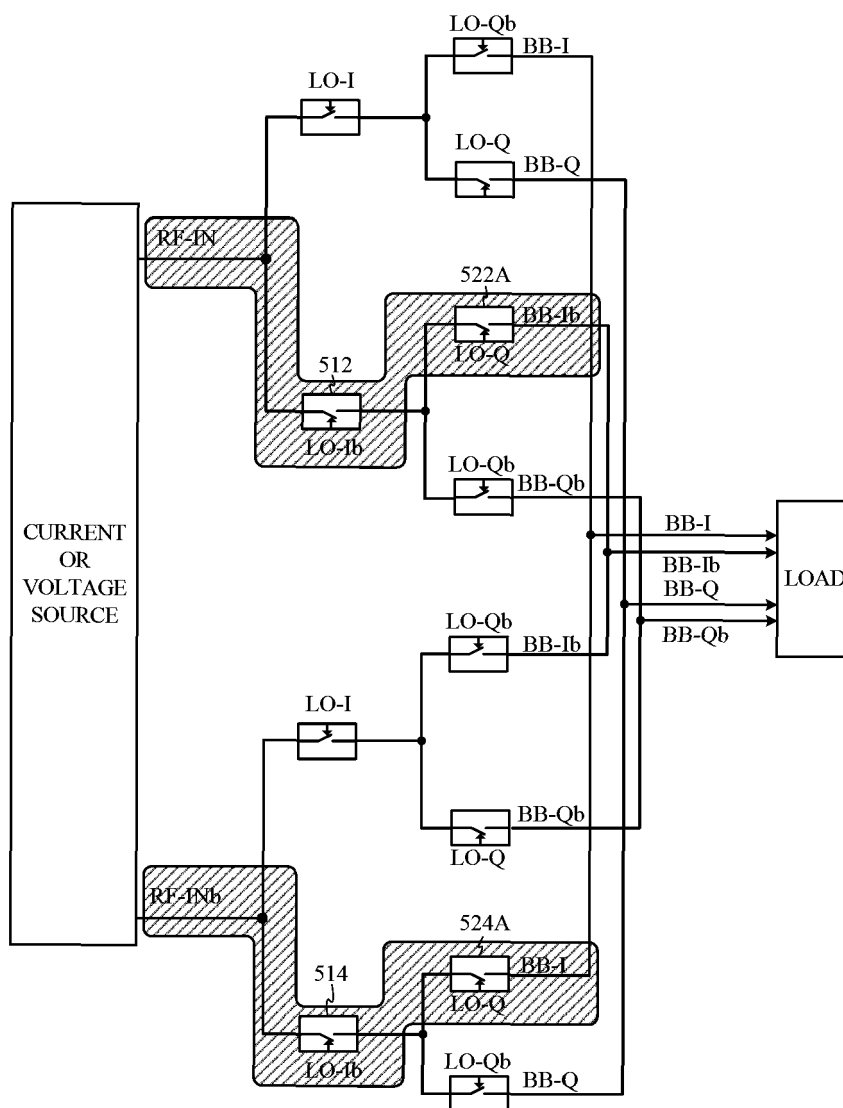 LO-Qb
BB-I
LO-I
LO-Q
BB-Q
RF-IN
522A
BB-Ib
LO-Q
512
LO-Ib
LO-Qb
BB-Qb
CURRENT
OR
VOLTAGE
SOURCE
BB-I
BB-Ib
BB-Q
BB-Qb
LOAD
LO-Qb
BB-Ib
LO-I
BB-Qb
LO-Q
RF-INb
524A
BB-I
LO-Q
514
LO-Ib
LO-Qb
BB-Q